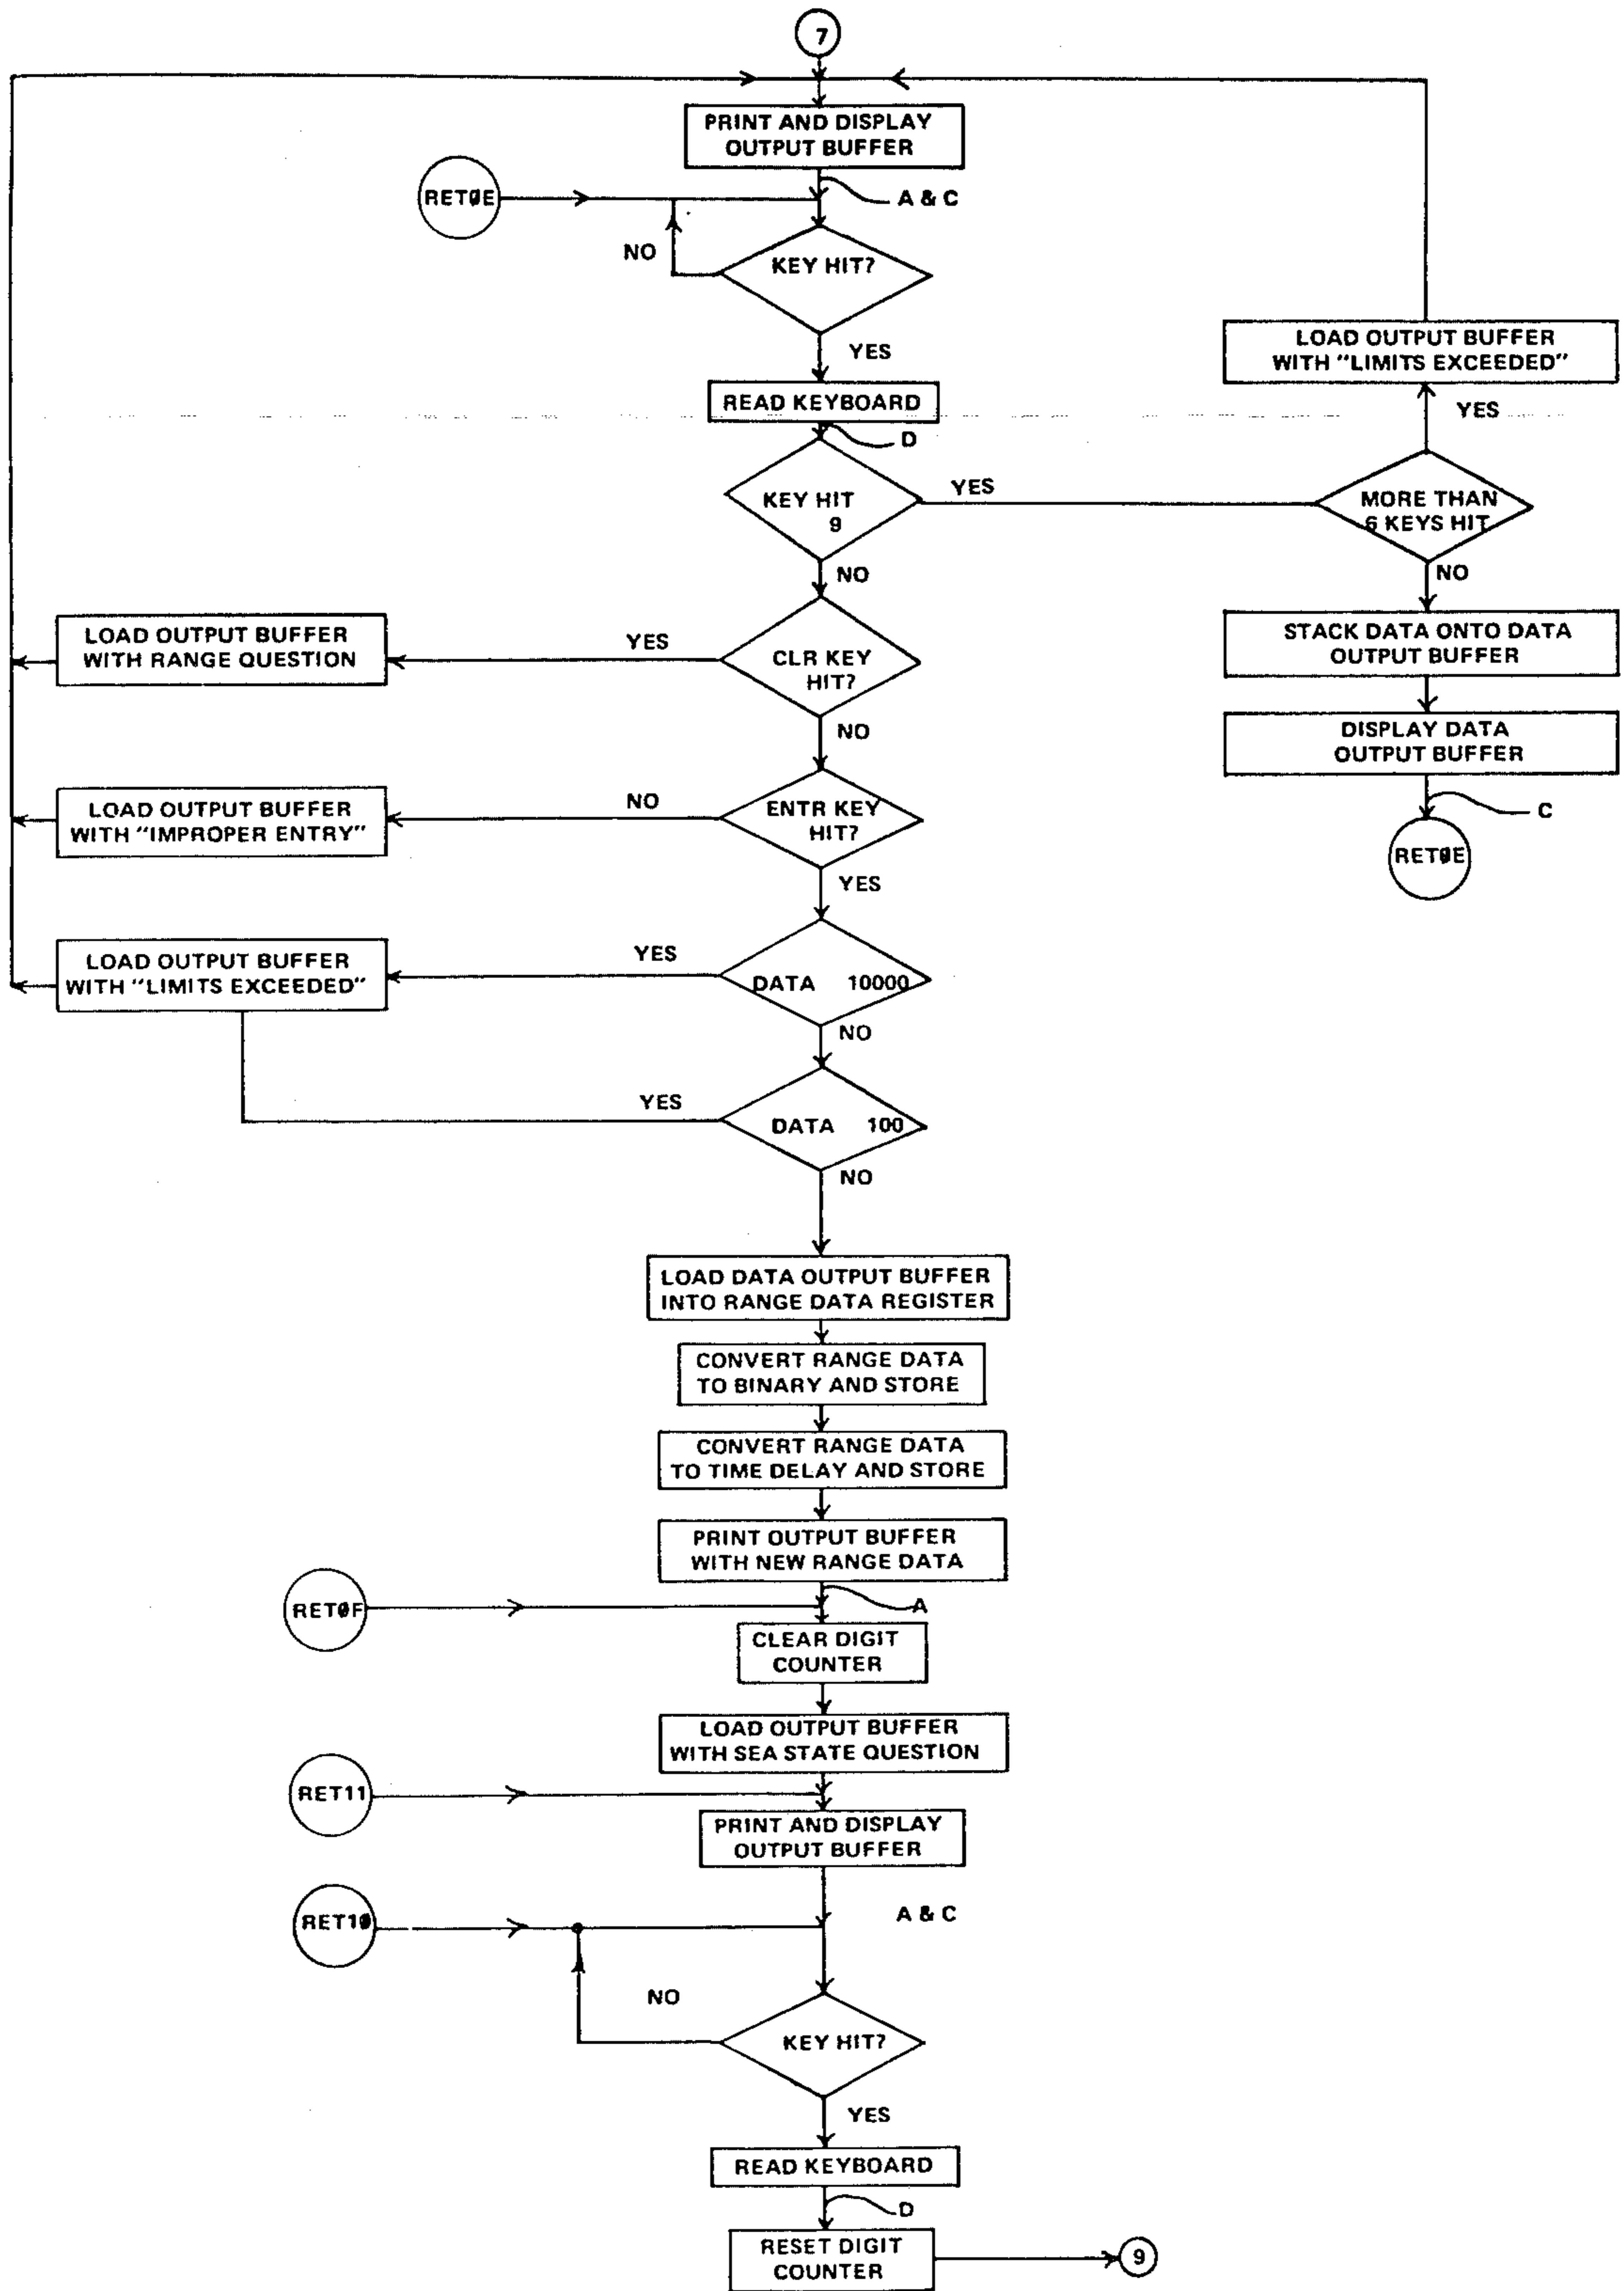 7
PRINT AND DISPLAY
OUTPUT BUFFER
RET0E
A & C
NO
KEY HIT?
YES
LOAD OUTPUT BUFFER
WITH "LIMITS EXCEEDED"
READ KEYBOARD
YES
D
KEY HIT
9
YES
MORE THAN
6 KEYS HIT
NO
NO
LOAD OUTPUT BUFFER
WITH RANGE QUESTION
YES
CLR KEY
HIT?
STACK DATA ONTO DATA
OUTPUT BUFFER
NO
DISPLAY DATA
OUTPUT BUFFER
LOAD OUTPUT BUFFER
WITH "IMPROPER ENTRY"
NO
ENTR KEY
HIT?
C
RET0E
YES
LOAD OUTPUT BUFFER
WITH "LIMITS EXCEEDED"
YES
DATA 10000
NO
YES
DATA 100
NO
LOAD DATA OUTPUT BUFFER
INTO RANGE DATA REGISTER
CONVERT RANGE DATA
TO BINARY AND STORE
CONVERT RANGE DATA
TO TIME DELAY AND STORE
PRINT OUTPUT BUFFER
WITH NEW RANGE DATA
RET0F
A
CLEAR DIGIT
COUNTER
LOAD OUTPUT BUFFER
WITH SEA STATE QUESTION
RET11
PRINT AND DISPLAY
OUTPUT BUFFER
RET10
A & C
NO
KEY HIT?
YES
READ KEYBOARD
D
RESET DIGIT
COUNTER
9